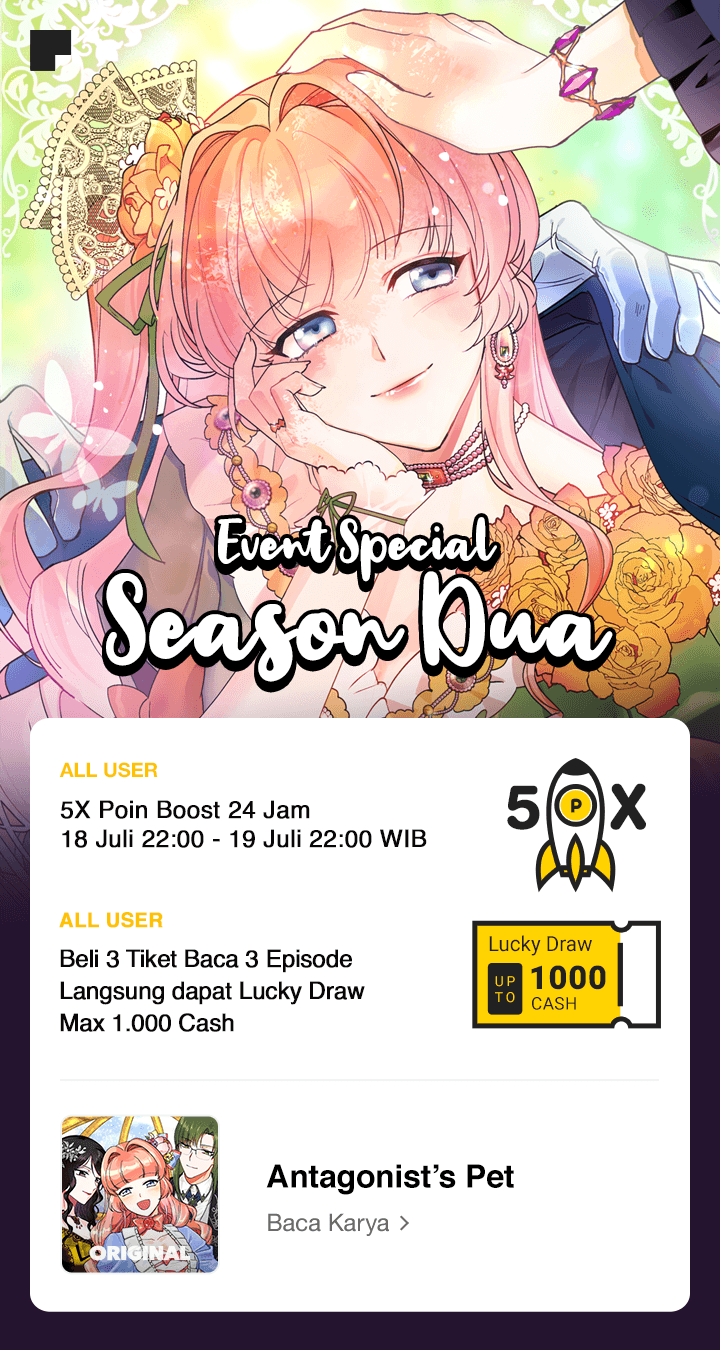 Event Special
Season Dua
ALL USER
5X Poin Boost 24 Jam
18 Juli 22:00 - 19 Juli 22:00 WIB
5 P X
ALL USER
Beli 3 Tiket Baca 3 Episode
Langsung dapat Lucky Draw
Max 1.000 Cash
Lucky Draw
UP TO
1000
CASH
ORIGINAL
Antagonist’s Pet
Baca Karya >